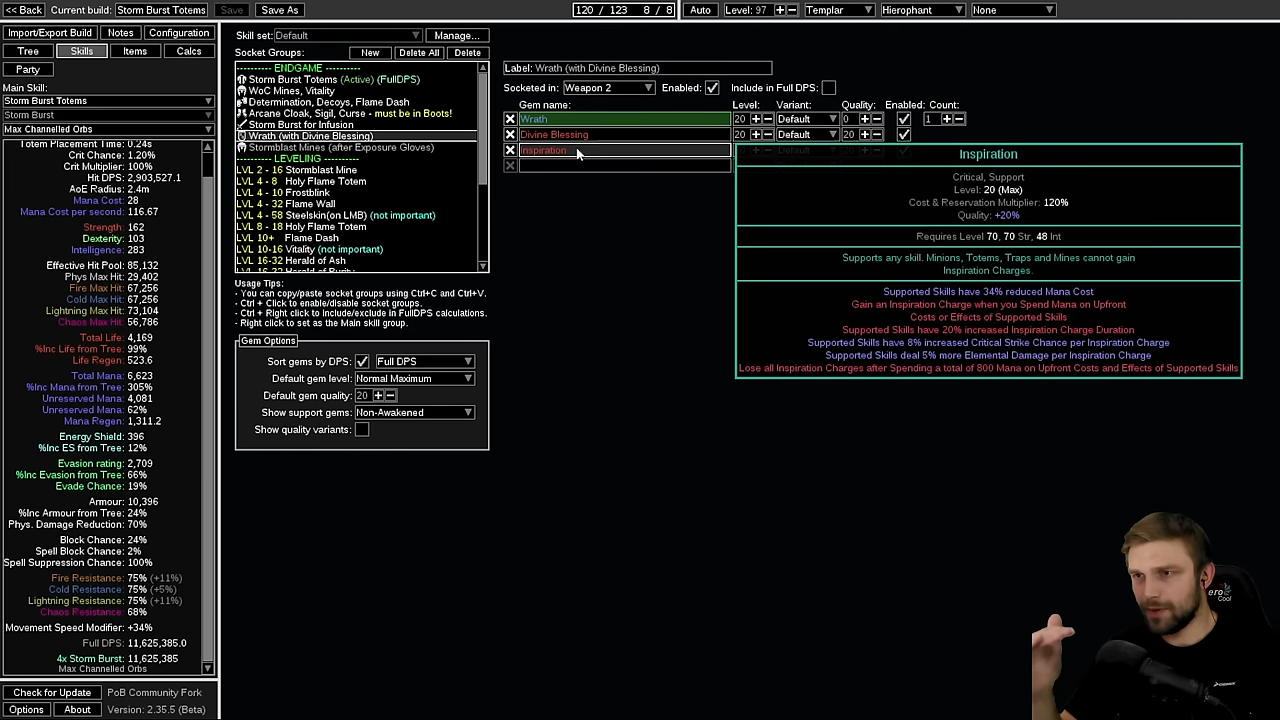 << Back
Current build: Storm Burst Totems
Save
Save As
120 / 123 8 / 8
Auto
Level: 97
Templar
Hierophant
None
Import/Export Build
Notes
Configuration
Tree
Skills
Items
Calcs
Party
Main Skill:
Storm Burst Totems
Storm Burst
Max Channelled Orbs
Totem Placement Time: 0.24s
Crit Chance: 1.20%
Crit Multiplier: 100%
Hit DPS: 2,903,527.1
AoE Radius: 2.4m
Mana Cost: 28
Mana Cost per second: 116.67
Strength: 162
Dexterity: 103
Intelligence: 283
Effective Hit Pool: 85,132
Phys Max Hit: 29,402
Fire Max Hit: 67,256
Cold Max Hit: 67,256
Lightning Max Hit: 73,104
Chaos Max Hit: 56,786
Total Life: 4,169
%Inc Life from Tree: 99%
Life Regen: 523.6
Total Mana: 6,623
%Inc Mana from Tree: 305%
Unreserved Mana: 4,081
Unreserved Mana: 62%
Mana Regen: 1,311.2
Energy Shield: 396
%Inc ES from Tree: 12%
Evasion rating: 2,709
%Inc Evasion from Tree: 66%
Evade Chance: 19%
Armour: 10,396
%Inc Armour from Tree: 24%
Phys. Damage Reduction: 70%
Block Chance: 24%
Spell Block Chance: 2%
Spell Suppression Chance: 100%
Fire Resistance: 75% (+11%)
Cold Resistance: 75% (+5%)
Lightning Resistance: 75% (+11%)
Chaos Resistance: 68%
Movement Speed Modifier: +34%
Full DPS: 11,625,385.0
4x Storm Burst: 11,625,385
Max Channelled Orbs
Check for Update
PoB Community Fork
Options
About
Version: 2.35.5 (Beta)
Skill set: Default
Manage...
Socket Groups:
New
Delete All
Delete
---------- ENDGAME ----------
Storm Burst Totems (Active) (FullDPS)
WoC Mines, Vitality
Determination, Decoys, Flame Dash
Arcane Cloak, Sigil, Curse - must be in Boots!
Storm Burst for Infusion
Wrath (with Divine Blessing)
Stormblast Mines (after Exposure Gloves)
---------- LEVELING ----------
LVL 2 - 16 Stormblast Mine
LVL 4 - 8 Holy Flame Totem
LVL 4 - 10 Frostblink
LVL 4 - 32 Flame Wall
LVL 4 - 58 Steelskin(on LMB) (not important)
LVL 8 - 18 Holy Flame Totem
LVL 10+ Flame Dash
LVL 10-16 Vitality (not important)
LVL 16-32 Herald of Ash
LVL 16-32 Herald of Purity
Usage Tips:
- You can copy/paste socket groups using Ctrl+C and Ctrl+V.
- Ctrl + Click to enable/disable socket groups.
- Ctrl + Right click to include/exclude in FullDPS calculations.
- Right click to set as the Main skill group.
Gem Options
Sort gems by DPS: Full DPS
Default gem level: Normal Maximum
Default gem quality: 20
Show support gems: Non-Awakened
Show quality variants:
Label: Wrath (with Divine Blessing)
Socketed in: Weapon 2
Enabled:
Include in Full DPS:
Gem name:
Level: Variant: Quality: Enabled: Count:
Wrath 20 Default 0 1
Divine Blessing 20 Default 20
Inspiration
Inspiration
Critical, Support
Level: 20 (Max)
Cost & Reservation Multiplier: 120%
Quality: +20%
Requires Level 70, 70 Str, 48 Int
Supports any skill. Minions, Totems, Traps and Mines cannot gain
Inspiration Charges.
Supported Skills have 34% reduced Mana Cost
Gain an Inspiration Charge when you Spend Mana on Upfront
Costs or Effects of Supported Skills
Supported Skills have 20% increased Inspiration Charge Duration
Supported Skills have 8% increased Critical Strike Chance per Inspiration Charge
Supported Skills deal 5% more Elemental Damage per Inspiration Charge
Lose all Inspiration Charges after Spending a total of 800 Mana on Upfront Costs and Effects of Supported Skills